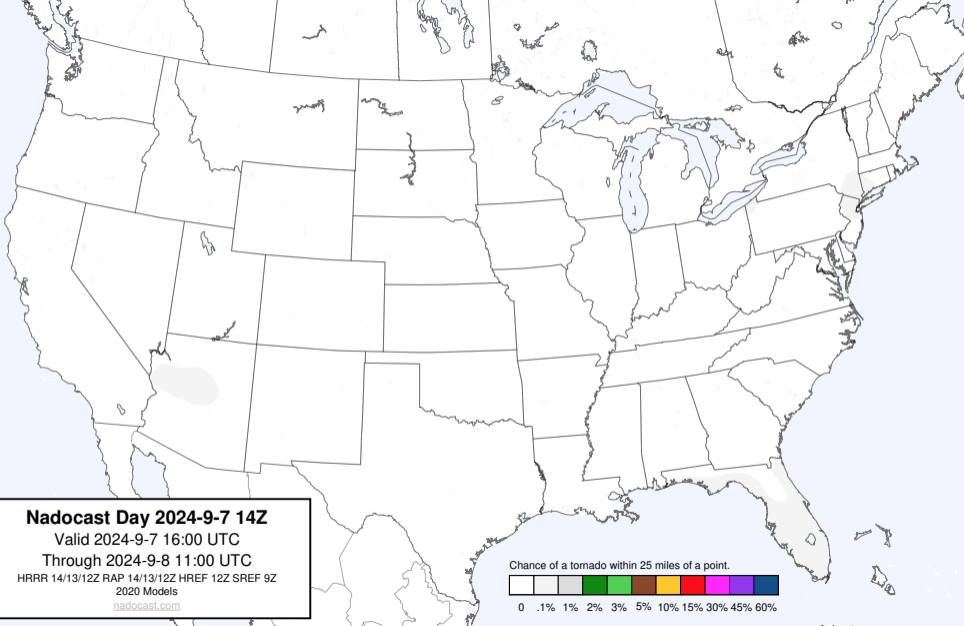 Nadocast Day 2024-9-7 14Z
Valid 2024-9-7 16:00 UTC
Through 2024-9-8 11:00 UTC
HRRR 14/13/12Z RAP 14/13/12Z HREF 12Z SREF 9Z
2020 Models
nadocast.com
Chance of a tornado within 25 miles of a point.
0 .1% 1% 2% 3% 5% 10% 15% 30% 45% 60%